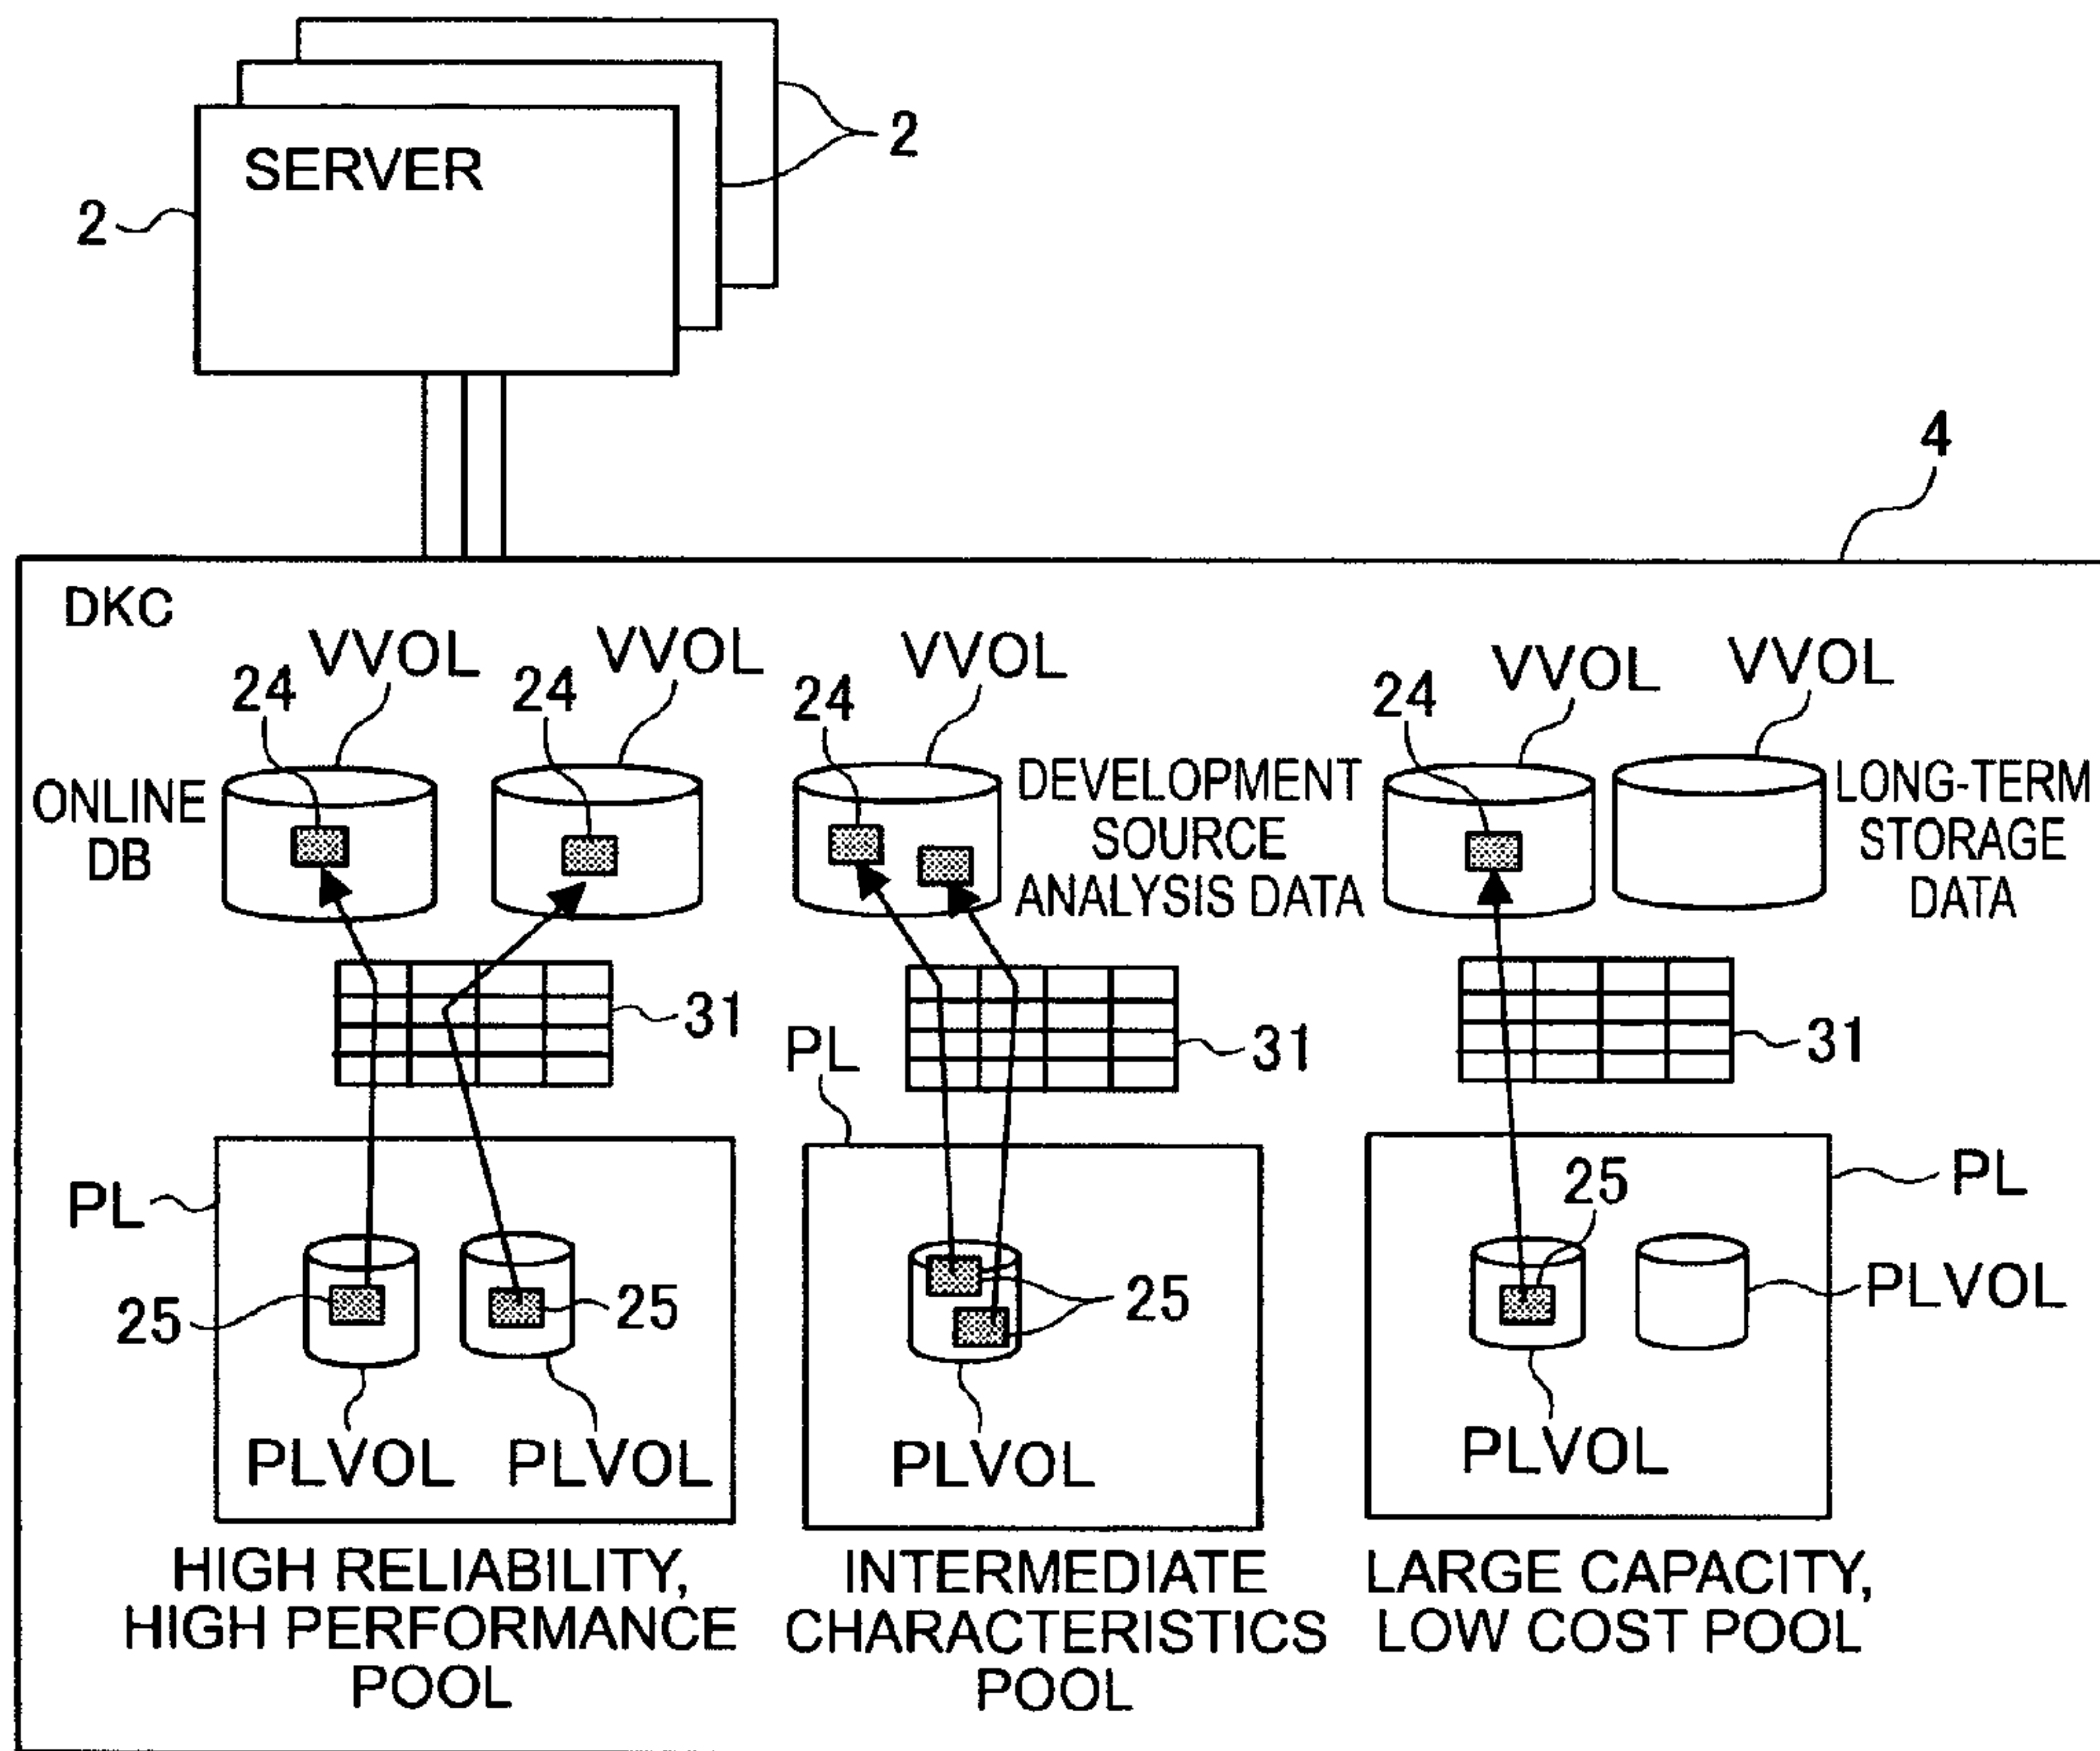 2
SERVER
2
4
DKC
VVOL
VVOL
VVOL
VVOL
VVOL
24
24
24
24
ONLINE
DB
DEVELOPMENT
SOURCE
ANALYSIS DATA
LONG-TERM
STORAGE
DATA
31
31
31
PL
PL
PL
25
25
25
25
PLVOL
PLVOL
PLVOL
PLVOL
PLVOL
HIGH RELIABILITY,
HIGH PERFORMANCE
POOL
INTERMEDIATE
CHARACTERISTICS
POOL
LARGE CAPACITY,
LOW COST POOL